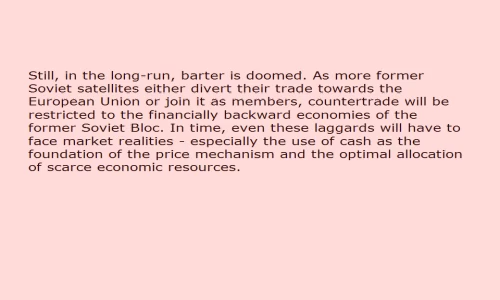 Still, in the long-run, barter is doomed. As more former
Soviet satellites either divert their trade towards the
European Union or join it as members, countertrade will be
restricted to the financially backward economies of the
former Soviet Bloc. In time, even these laggards will have to
face market realities - especially the use of cash as the
foundation of the price mechanism and the optimal allocation
of scarce economic resources.